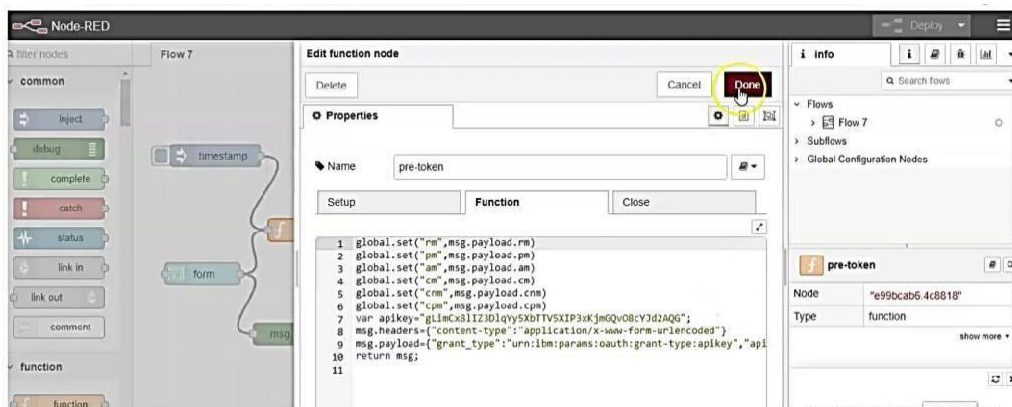 Node-RED
Deploy
filter nodes
Flow 7
Edit function node
i info
i
Delete
Cancel
Done
Search flows
common
Properties
Flows
Flow 7
Subflows
Global Configuration Nodes
inject
debug
timestamp
Name
pre-token
complete
Setup
Function
Close
catch
status
1 global.set("rm",msg.payload.rm)
2 global.set("pm",msg.payload.pm)
3 global.set("am",msg.payload.am)
4 global.set("cm",msg.payload.cm)
5 global.set("cnm",msg.payload.cnm)
6 global.set("cpm",msg.payload.cpm)
7 var
8 msg.headers={"content-type":"application/x-www-form-urlencoded"}
9 msg.payload={"grant_type":"urn:ibm:params:oauth:grant-type:apikey","api
10 return msg;
11
f
link in
form
f pre-token
link out
Node "e99bcab6.4c8818"
msg
Type function
comment
show more
function
function